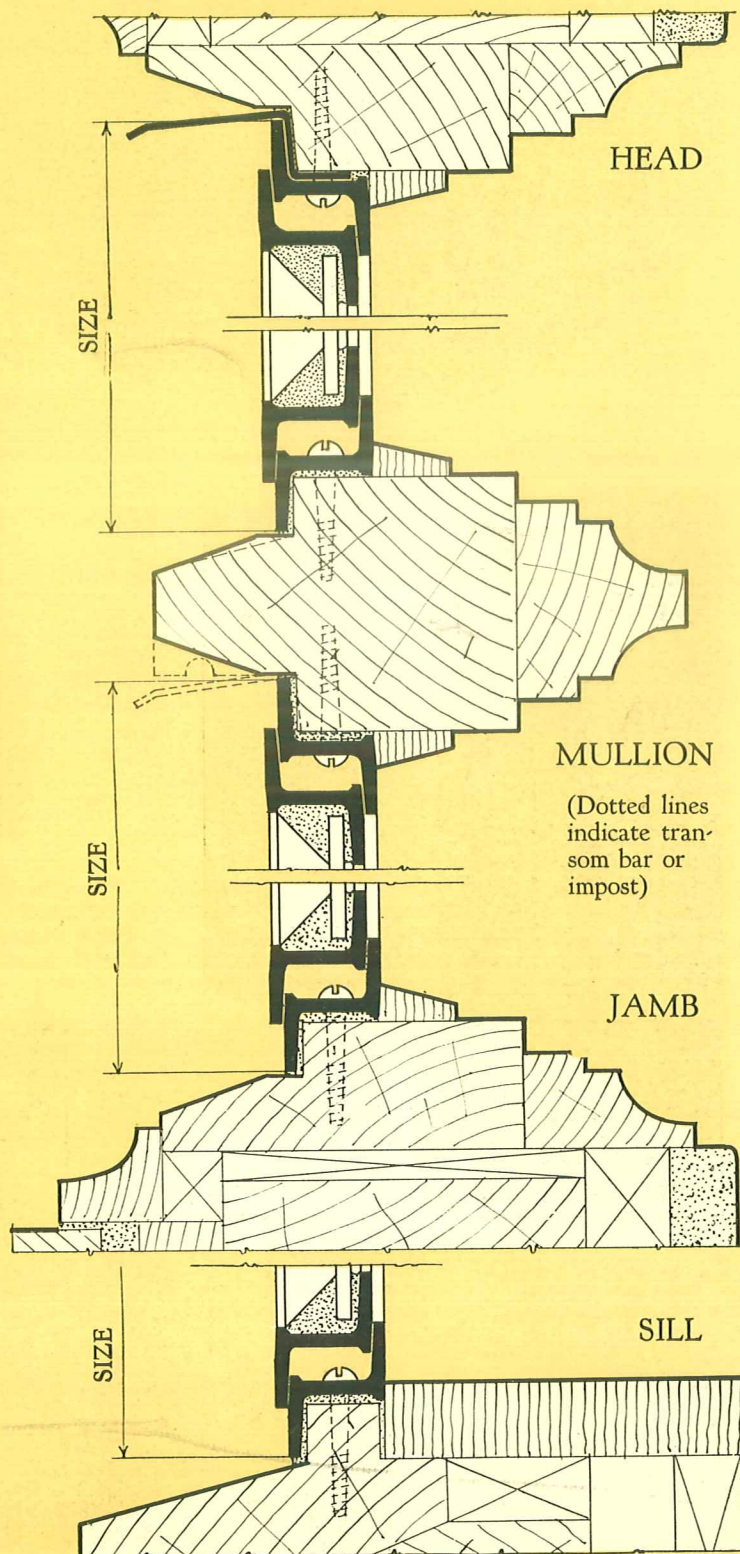 HEAD
SIZE
MULLION
(Dotted lines
indicate tran-
som bar or
impost)
SIZE
JAMB
SILL
SIZE